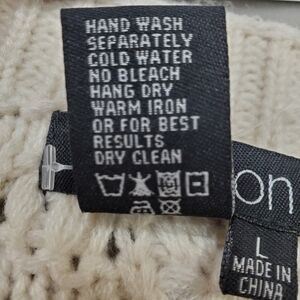 HAND WASH
SEPARATELY
COLD WATER
NO BLEACH
HANG DRY
WARM IRON
OR FOR BEST
RESULTS
DRY CLEAN
on
L
MADE IN
CHINA